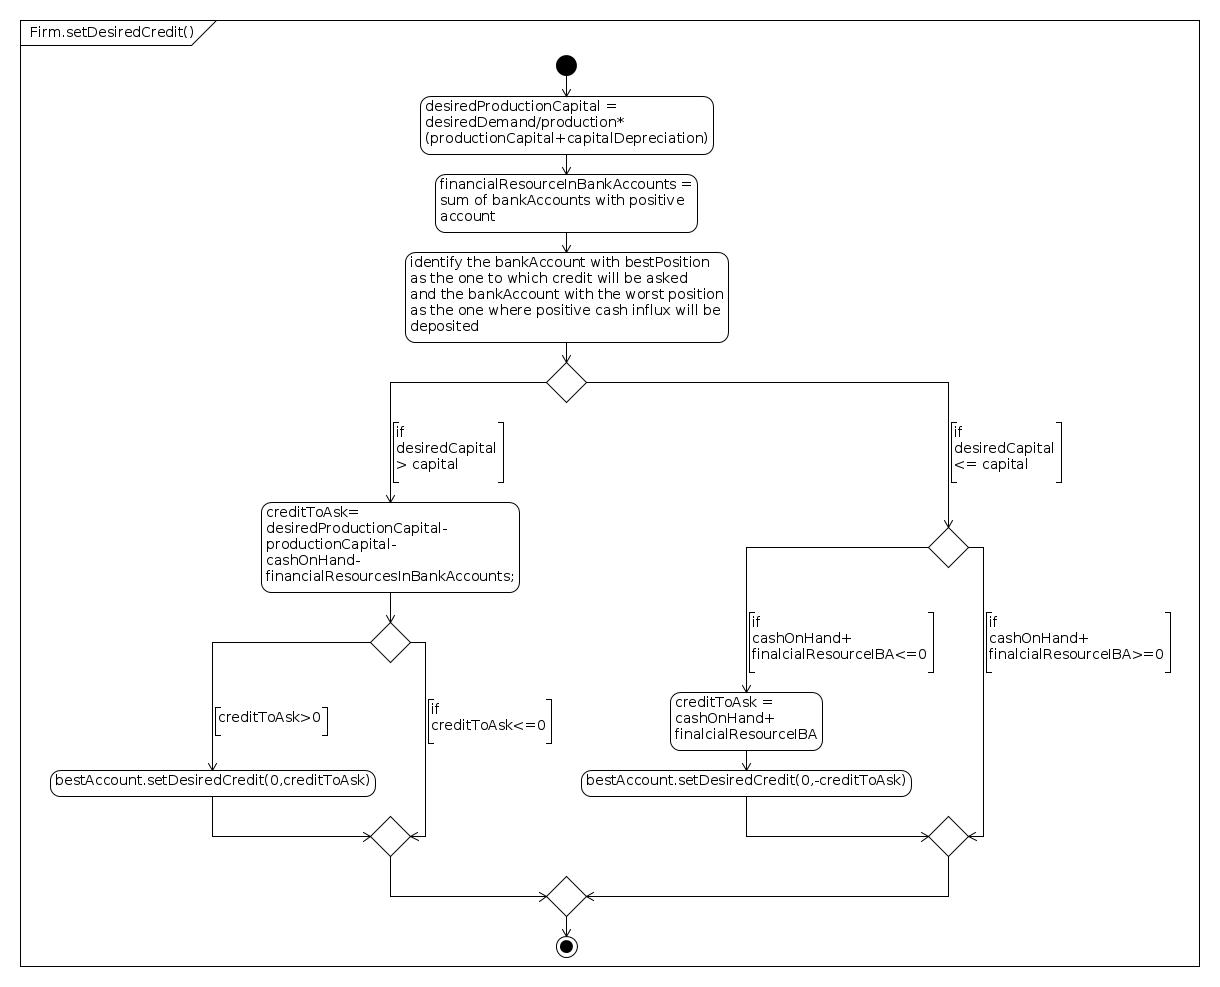 Firm.setDesiredCredit()
desiredProductionCapital =
desiredDemand/production*
(productionCapital+capitalDepreciation)
financialResourceInBankAccounts =
sum of bankAccounts with positive
account
identify the bankAccount with bestPosition
as the one to which credit will be asked
and the bankAccount with the worst position
as the one where positive cash influx will be
deposited
if
desiredCapital
> capital
if
desiredCapital
<= capital
creditToAsk=
desiredProductionCapital-
productionCapital-
cashOnHand-
financialResourcesInBankAccounts;
if
cashOnHand+
finalcialResourceIBA<=0
if
cashOnHand+
finalcialResourceIBA>=0
creditToAsk>0
if
creditToAsk<=0
creditToAsk =
cashOnHand+
finalcialResourceIBA
bestAccount.setDesiredCredit(0,creditToAsk)
bestAccount.setDesiredCredit(0,-creditToAsk)